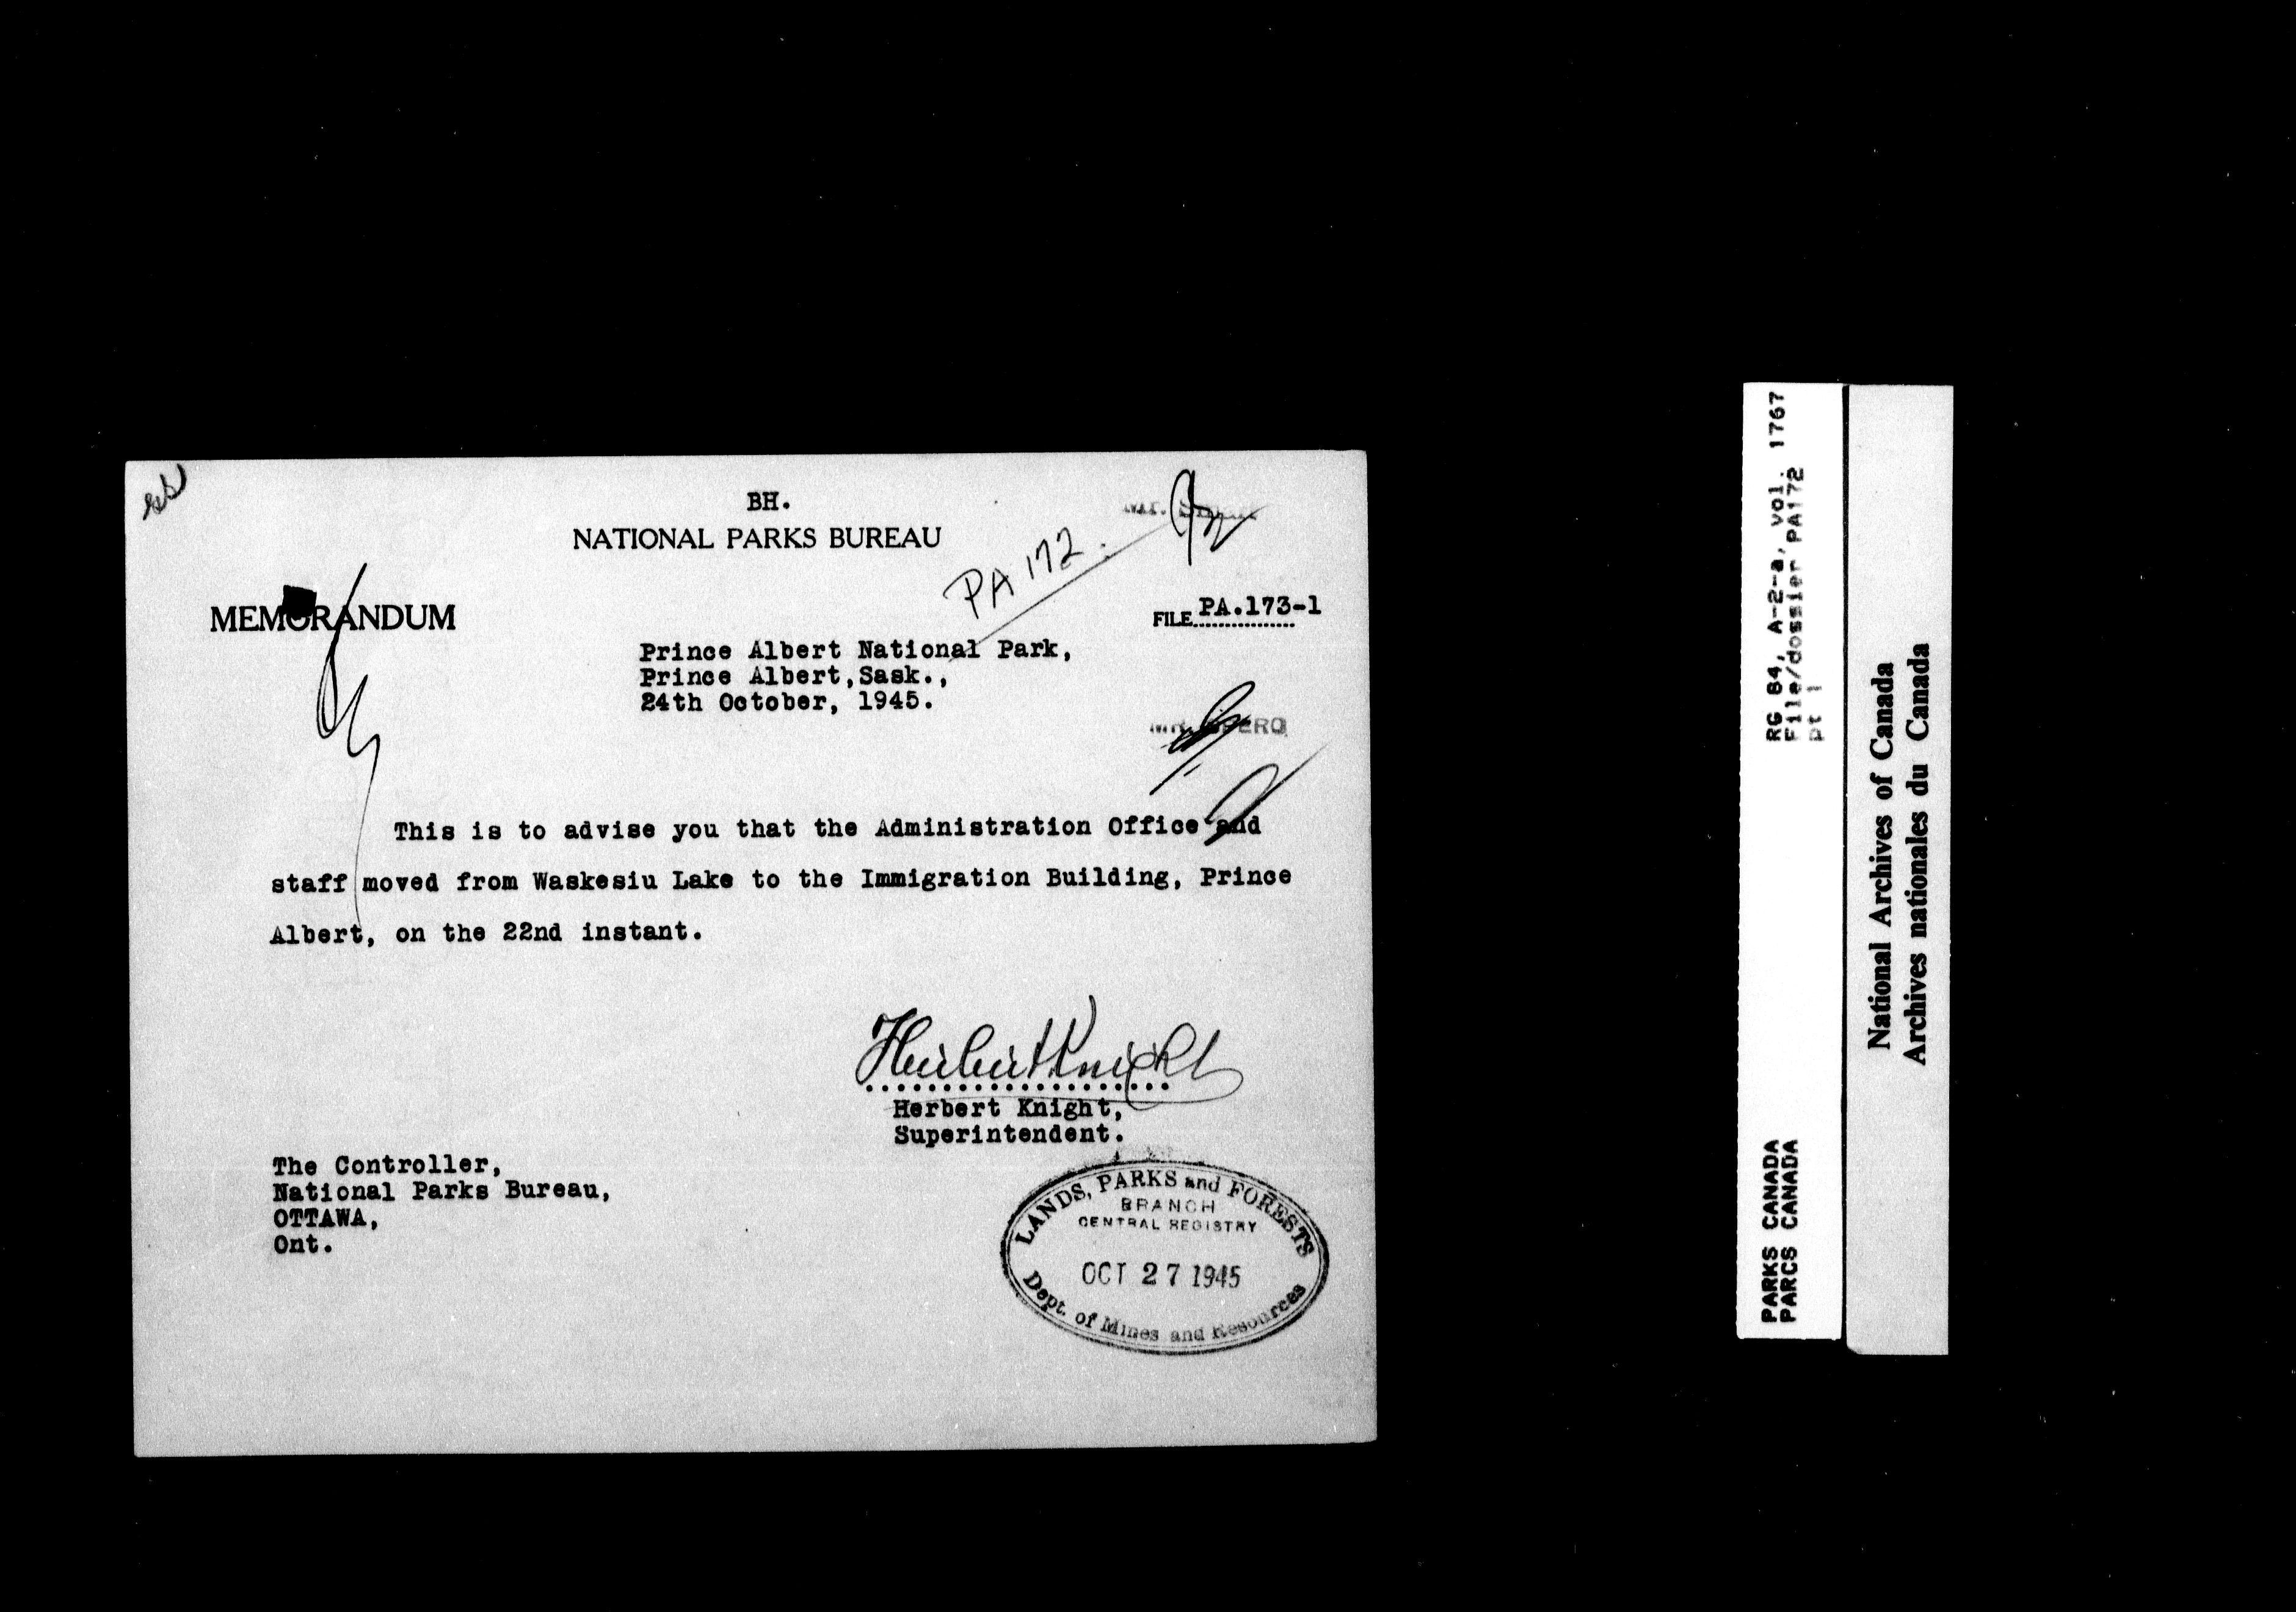 BH.
NATIONAL PARKS BUREAU
PA 172.
MEMORANDUM
FILE PA.173-1
Prince Albert National Park,
Prince Albert, Sask.,
24th October, 1945.
This is to advise you that the Administration Office and
staff moved from Waskesiu Lake to the Immigration Building, Prince
Albert, on the 22nd instant.
Herbert Knight
Herbert Knight,
Superintendent.
The Controller,
National Parks Bureau,
OTTAWA,
Ont.
LANDS, PARKS and FORESTS
BRANCH
CENTRAL REGISTRY
OCT 27 1945
Dept. of Mines and Resources
RG 84, A-2-a, vol. 1767
File/dossier PA172
pt 1
PARKS CANADA
PARCS CANADA
National Archives of Canada
Archives nationales du Canada